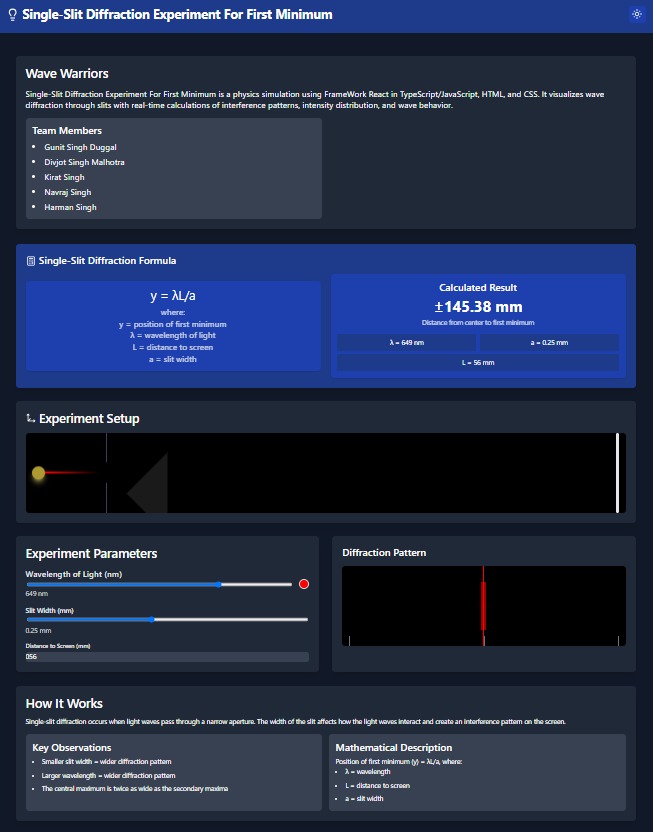 Single-Slit Diffraction Experiment For First Minimum
Wave Warriors
Single-Slit Diffraction Experiment For First Minimum is a physics simulation using FrameWork React in TypeScript/JavaScript, HTML, and CSS. It visualizes wave
diffraction through slits with real-time calculations of interference patterns, intensity distribution, and wave behavior.
Team Members
• Gunit Singh Duggal
• Divjot Singh Malhotra
• Kirat Singh
• Navraj Singh
• Harman Singh
Single-Slit Diffraction Formula
y = λL/a
where:
y = position of first minimum
λ = wavelength of light
L = distance to screen
a = slit width
Calculated Result
±145.38 mm
Distance from center to first minimum
λ = 649 nm
a = 0.25 mm
L = 56 mm
Experiment Setup
Experiment Parameters
Wavelength of Light (nm)
649 nm
Slit Width (mm)
0.25 mm
Distance to Screen (mm)
056
Diffraction Pattern
How It Works
Single-slit diffraction occurs when light waves pass through a narrow aperture. The width of the slit affects how the light waves interact and create an interference pattern on the screen.
Key Observations
• Smaller slit width = wider diffraction pattern
• Larger wavelength = wider diffraction pattern
• The central maximum is twice as wide as the secondary maxima
Mathematical Description
Position of first minimum (y) = λL/a, where:
• λ = wavelength
• L = distance to screen
• a = slit width